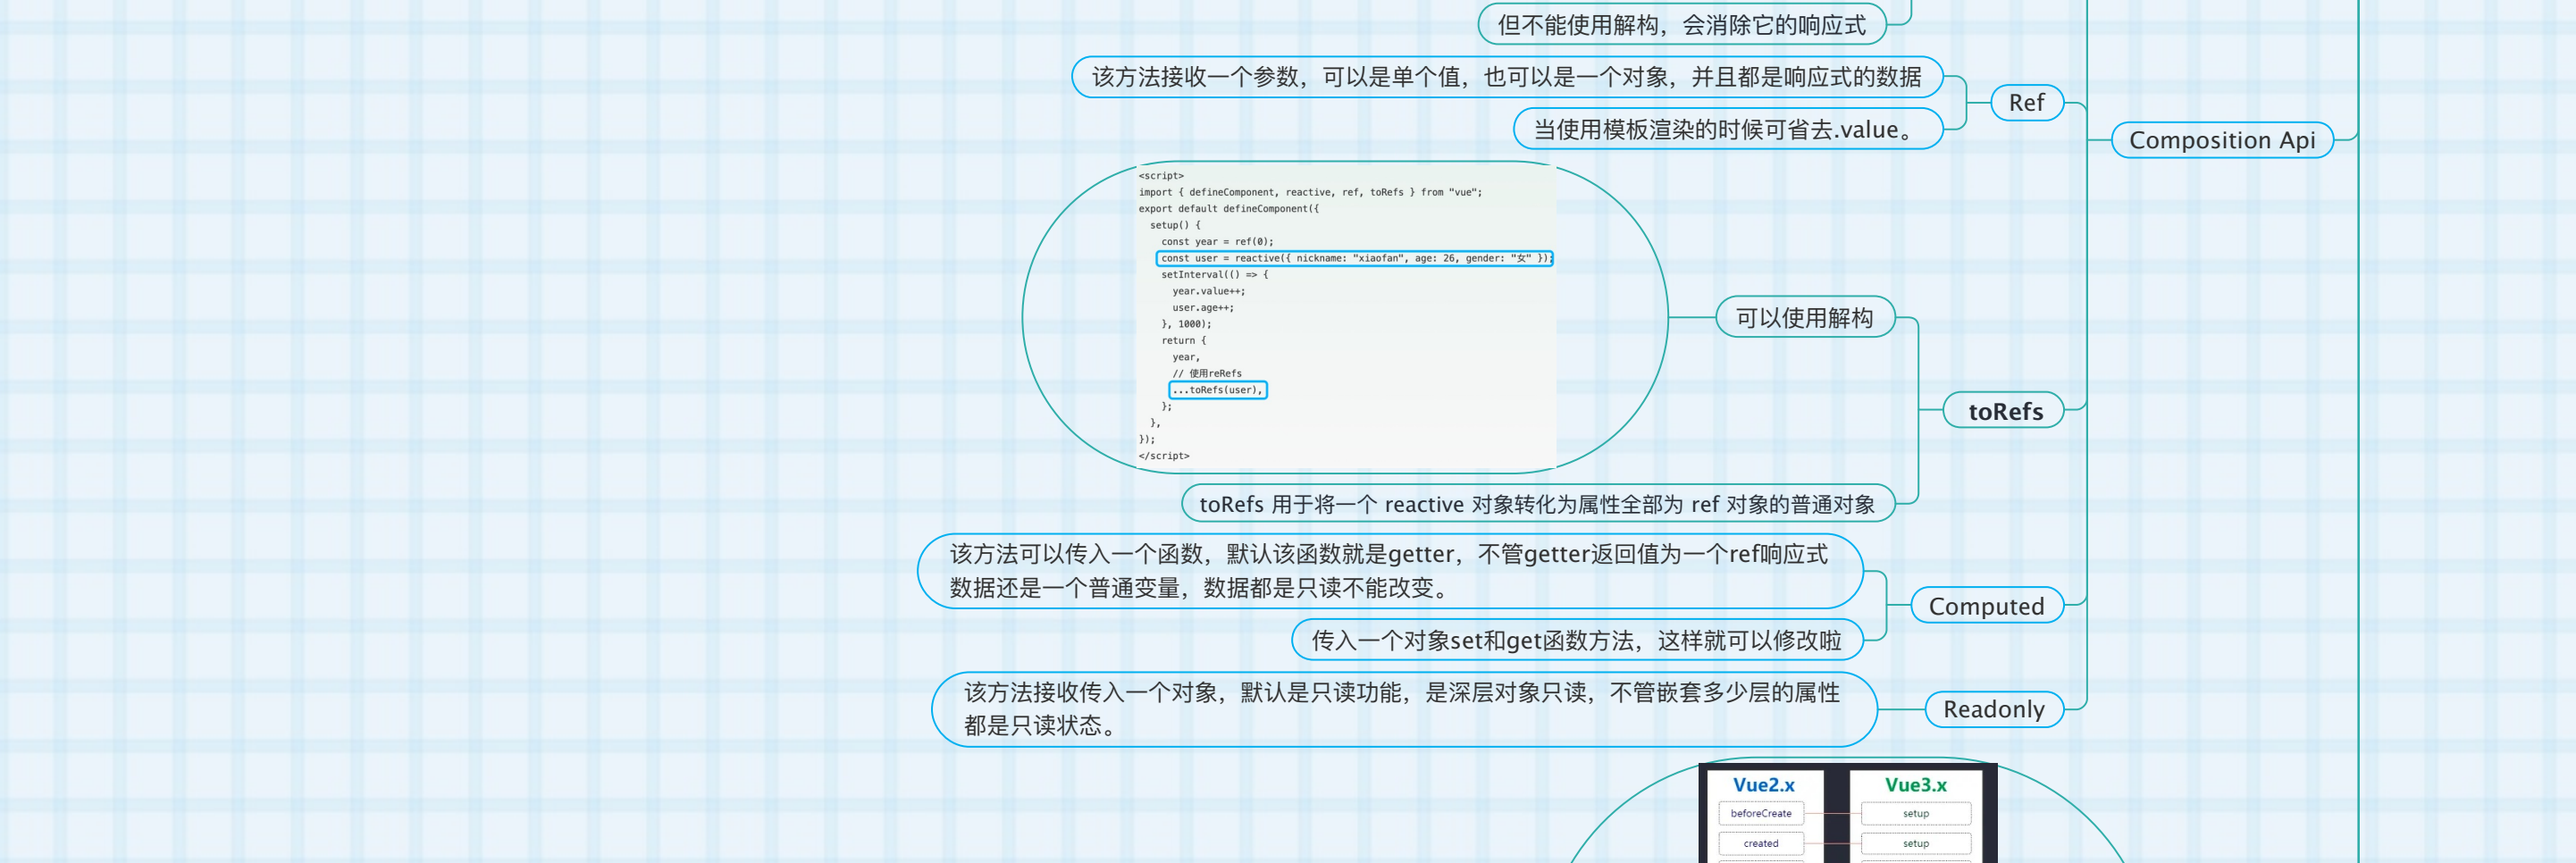 但不能使用解构，会消除它的响应式
该方法接收一个参数，可以是单个值，也可以是一个对象，并且都是响应式的数据
Ref
当使用模板渲染的时候可省去.value。
Composition Api
<script>
import { defineComponent, reactive, ref, toRefs } from "vue";
export default defineComponent({
setup() {
const year = ref(0);
const user = reactive({ nickname: "xiaofan", age: 26, gender: "女" });
setInterval(() => {
year.value++;
user.age++;
}, 1000);
return {
year,
// 使用reRefs
...toRefs(user),
};
},
});
</script>
可以使用解构
toRefs
toRefs 用于将一个 reactive 对象转化为属性全部为 ref 对象的普通对象
该方法可以传入一个函数，默认该函数就是getter，不管getter返回值为一个ref响应式
数据还是一个普通变量，数据都是只读不能改变。
Computed
传入一个对象set和get函数方法，这样就可以修改啦
该方法接收传入一个对象，默认是只读功能，是深层对象只读，不管嵌套多少层的属性
都是只读状态。
Readonly
Vue2.x
Vue3.x
beforeCreate
setup
created
setup